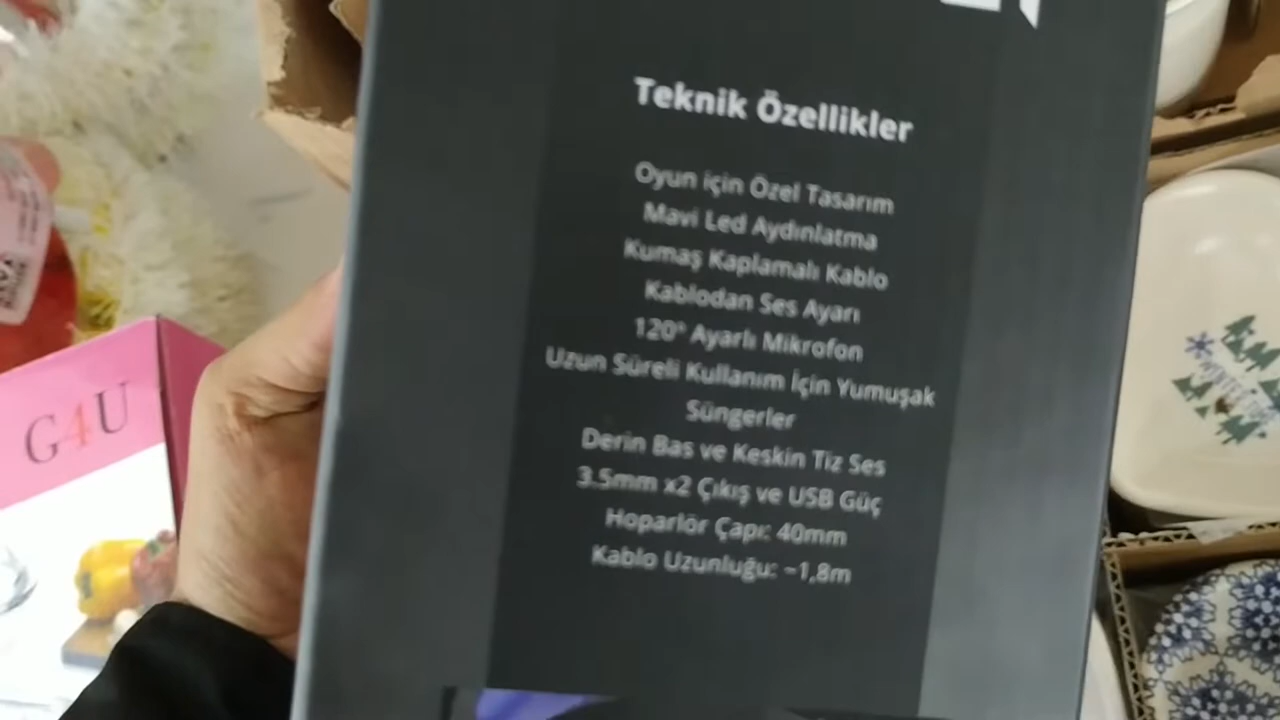 Teknik Özellikler
Oyun için Özel Tasarım
Mavi Led Aydınlatma
Kumaş Kaplamalı Kablo
Kablodan Ses Ayarı
120° Ayarlı Mikrofon
Uzun Süreli Kullanım İçin Yumuşak
Süngerler
Derin Bas ve Keskin Tiz Ses
3.5mm x2 Çıkış ve USB Güç
Hoparlör Çapı: 40mm
Kablo Uzunluğu: ~1,8m
G4U